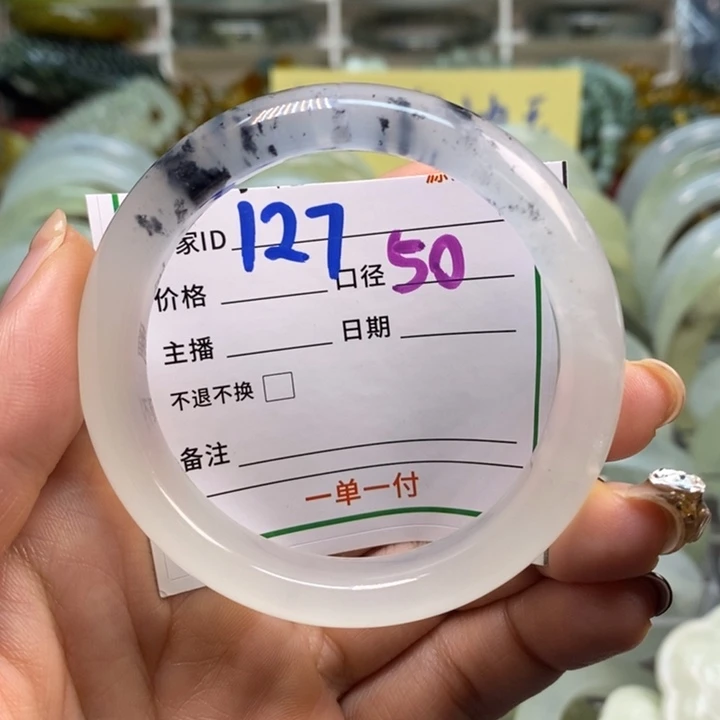 家ID 127
价格 口径 50
主播 日期
不退不换
备注
一单一付